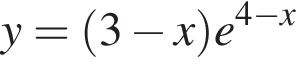 y = (3 − x)e^{4−x}